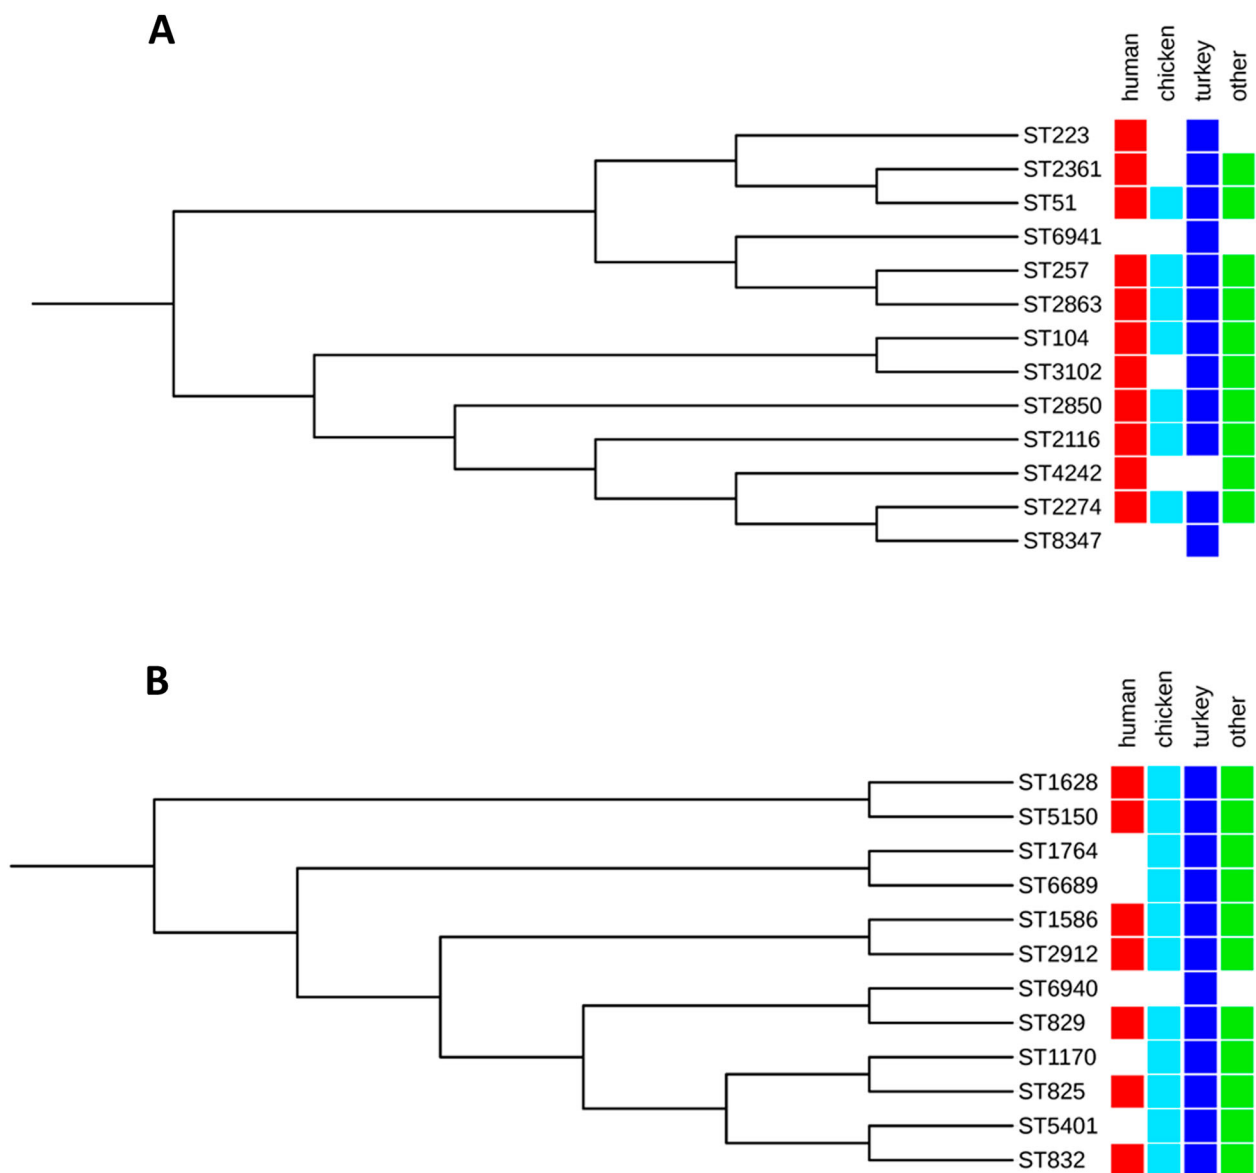 A
human chicken turkey other
ST223
ST2361
ST51
ST6941
ST257
ST2863
ST104
ST3102
ST2850
ST2116
ST4242
ST2274
ST8347
B
human chicken turkey other
ST1628
ST5150
ST1764
ST6689
ST1586
ST2912
ST6940
ST829
ST1170
ST825
ST5401
ST832